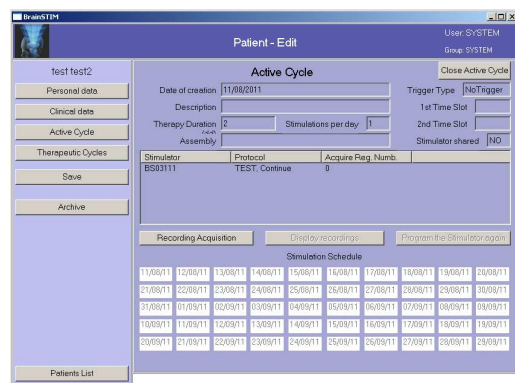 BrainSTIM
Patient - Edit
User: SYSTEM
Group: SYSTEM
test test2
Personal data
Clinical data
Active Cycle
Therapeutic Cycles
Save
Archive
Patients List
Active Cycle
Close Active Cycle
Date of creation 11/08/2011
Trigger Type NoTrigger
Description
1st Time Slot
Therapy Duration 2
Stimulations per day 1
2nd Time Slot
Assembly
Stimulator shared NO
Stimulator Protocol Acquire Reg. Numb.
BS03111 TEST, Continue 0
Recording Acquisition Display recordings Program the Stimulator again
Stimulation Schedule
11/08/11 12/08/11 13/08/11 14/08/11 15/08/11 16/08/11 17/08/11 18/08/11 19/08/11 20/08/11
21/08/11 22/08/11 23/08/11 24/08/11 25/08/11 26/08/11 27/08/11 28/08/11 29/08/11 30/08/11
31/08/11 01/09/11 02/09/11 03/09/11 04/09/11 05/09/11 06/09/11 07/09/11 08/09/11 09/09/11
10/09/11 11/09/11 12/09/11 13/09/11 14/09/11 15/09/11 16/09/11 17/09/11 18/09/11 19/09/11
20/09/11 21/09/11 22/09/11 23/09/11 24/09/11 25/09/11 26/09/11 27/09/11 28/09/11 29/09/11